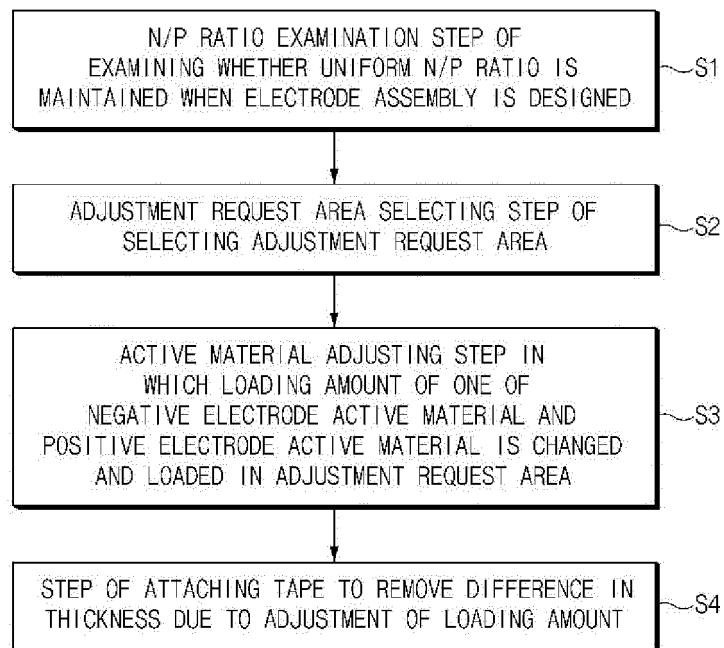 N/P RATIO EXAMINATION STEP OF
EXAMINING WHETHER UNIFORM N/P RATIO IS
MAINTAINED WHEN ELECTRODE ASSEMBLY IS DESIGNED
S1
ADJUSTMENT REQUEST AREA SELECTING STEP OF
SELECTING ADJUSTMENT REQUEST AREA
S2
ACTIVE MATERIAL ADJUSTING STEP IN
WHICH LOADING AMOUNT OF ONE OF
NEGATIVE ELECTRODE ACTIVE MATERIAL AND
POSITIVE ELECTRODE ACTIVE MATERIAL IS CHANGED
AND LOADED IN ADJUSTMENT REQUEST AREA
S3
STEP OF ATTACHING TAPE TO REMOVE DIFFERENCE IN
THICKNESS DUE TO ADJUSTMENT OF LOADING AMOUNT
S4